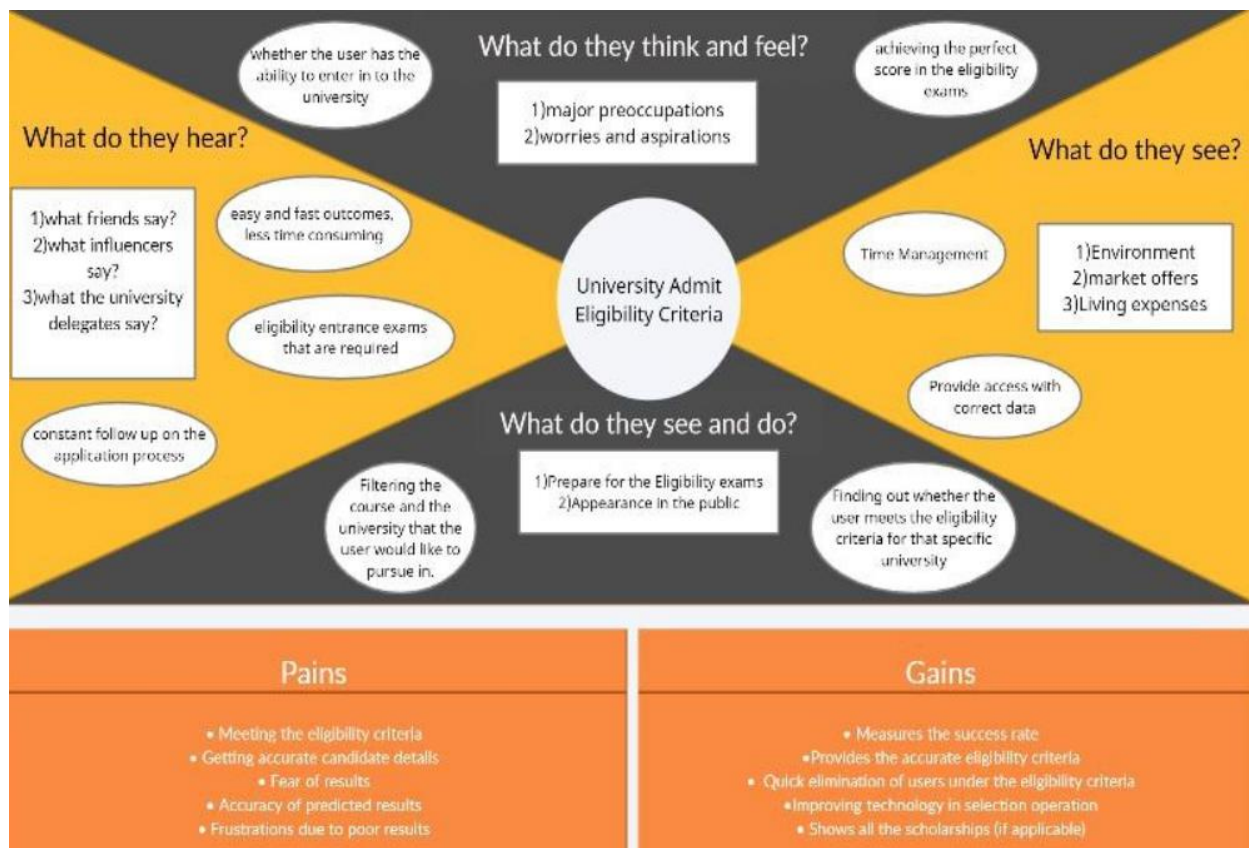 What do they think and feel?
1)major preoccupations
2)worries and aspirations
whether the user has the
ability to enter in to the
university
achieving the perfect
score in the eligibility
exams
What do they hear?
1)what friends say?
2)what influencers
say?
3)what the university
delegates say?
easy and fast outcomes,
less time consuming
eligibility entrance exams
that are required
constant follow up on the
application process
University Admit
Eligibility Criteria
What do they see?
Time Management
1)Environment
2)market offers
3)Living expenses
Provide access with
correct data
What do they see and do?
1)Prepare for the Eligibility exams
2)Appearance in the public
Filtering the
course and the
university that the
user would like to
pursue in.
Finding out whether the
user meets the eligibility
criteria for that specific
university
Pains
• Meeting the eligibility criteria
• Getting accurate candidate details
• Fear of results
• Accuracy of predicted results
• Frustrations due to poor results
Gains
• Measures the success rate
•Provides the accurate eligibility criteria
• Quick elimination of users under the eligibility criteria
•Improving technology in selection operation
• Shows all the scholarships (if applicable)